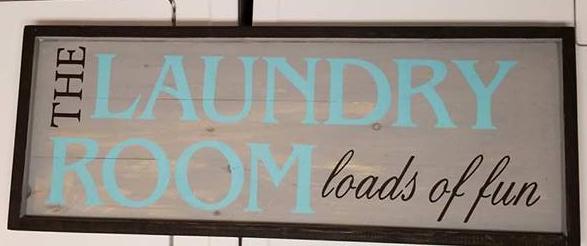 THE LAUNDRY
ROOM loads of fun